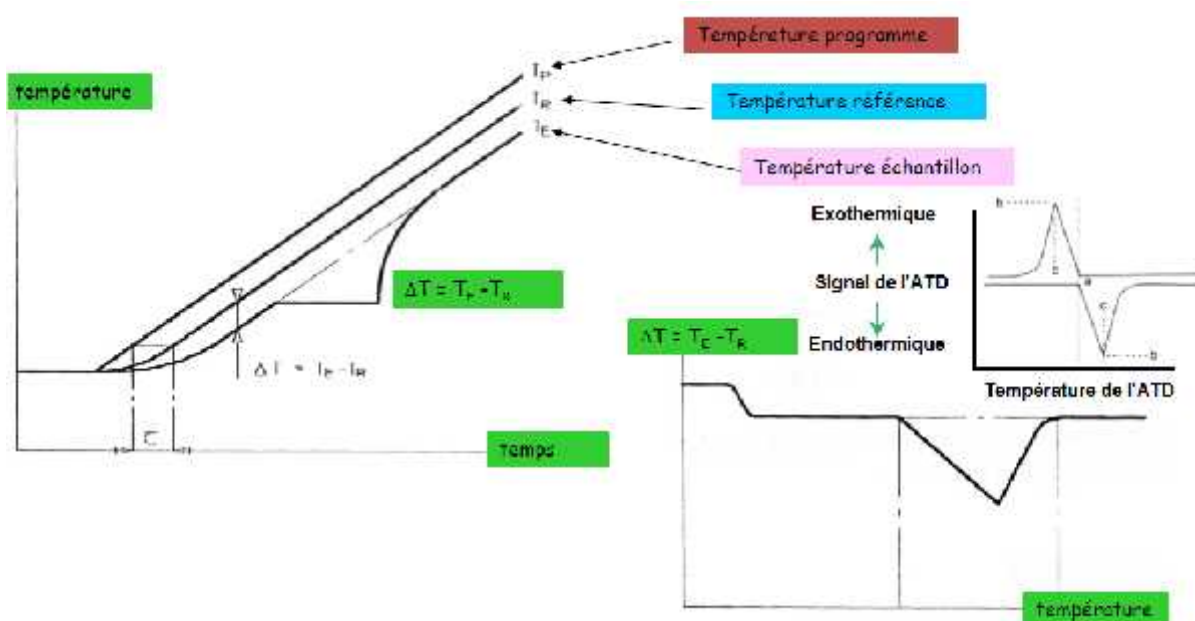 Température programme
température
T_P
Température référence
T_R
T_E
Température échantillon
Exothermique
Signal de l'ATD
Endothermique
b
a
c
b
Température de l'ATD
ΔT = T_E - T_R
ΔT = T_E - T_R
ΔT = T_E - T_R
temps
température